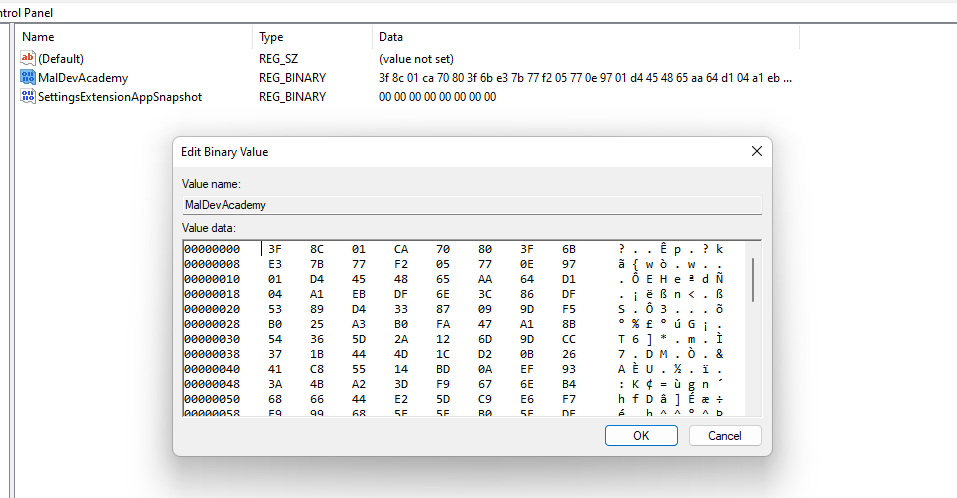 ntrol Panel
Name Type Data
(Default) REG_SZ (value not set)
MalDevAcademy REG_BINARY 3f 8c 01 ca 70 80 3f 6b e3 7b 77 f2 05 77 0e 97 01 d4 45 48 65 aa 64 d1 04 a1 eb ...
SettingsExtensionAppSnapshot REG_BINARY 00 00 00 00 00 00 00 00
Edit Binary Value
Value name:
MalDevAcademy
Value data:
00000000 3F 8C 01 CA 70 80 3F 6B ? . . Ê p . ? k
00000008 E3 7B 77 F2 05 77 0E 97 ã { w ò . w . .
00000010 01 D4 45 48 65 AA 64 D1 . Ô E H e ª d Ñ
00000018 04 A1 EB DF 6E 3C 86 DF . ¡ ë ß n < . ß
00000020 53 89 D4 33 87 09 9D F5 S . Ô 3 . . . õ
00000028 B0 25 A3 B0 FA 47 A1 8B ° % £ ° ú G ¡ .
00000030 54 36 5D 2A 12 6D 9D CC T 6 ] * . m . Ì
00000038 37 1B 44 4D 1C D2 0B 26 7 . D M . Ò . &
00000040 41 C8 55 14 BD 0A EF 93 A È U . ½ . ï .
00000048 3A 4B A2 3D F9 67 6E B4 : K ¢ = ù g n ´
00000050 68 66 44 E2 5D C9 E6 F7 h f D â ] É æ ÷
00000058 E9 99 68 5E 5E B0 5E DE é . h ^ ^ ° ^ Þ
OK Cancel